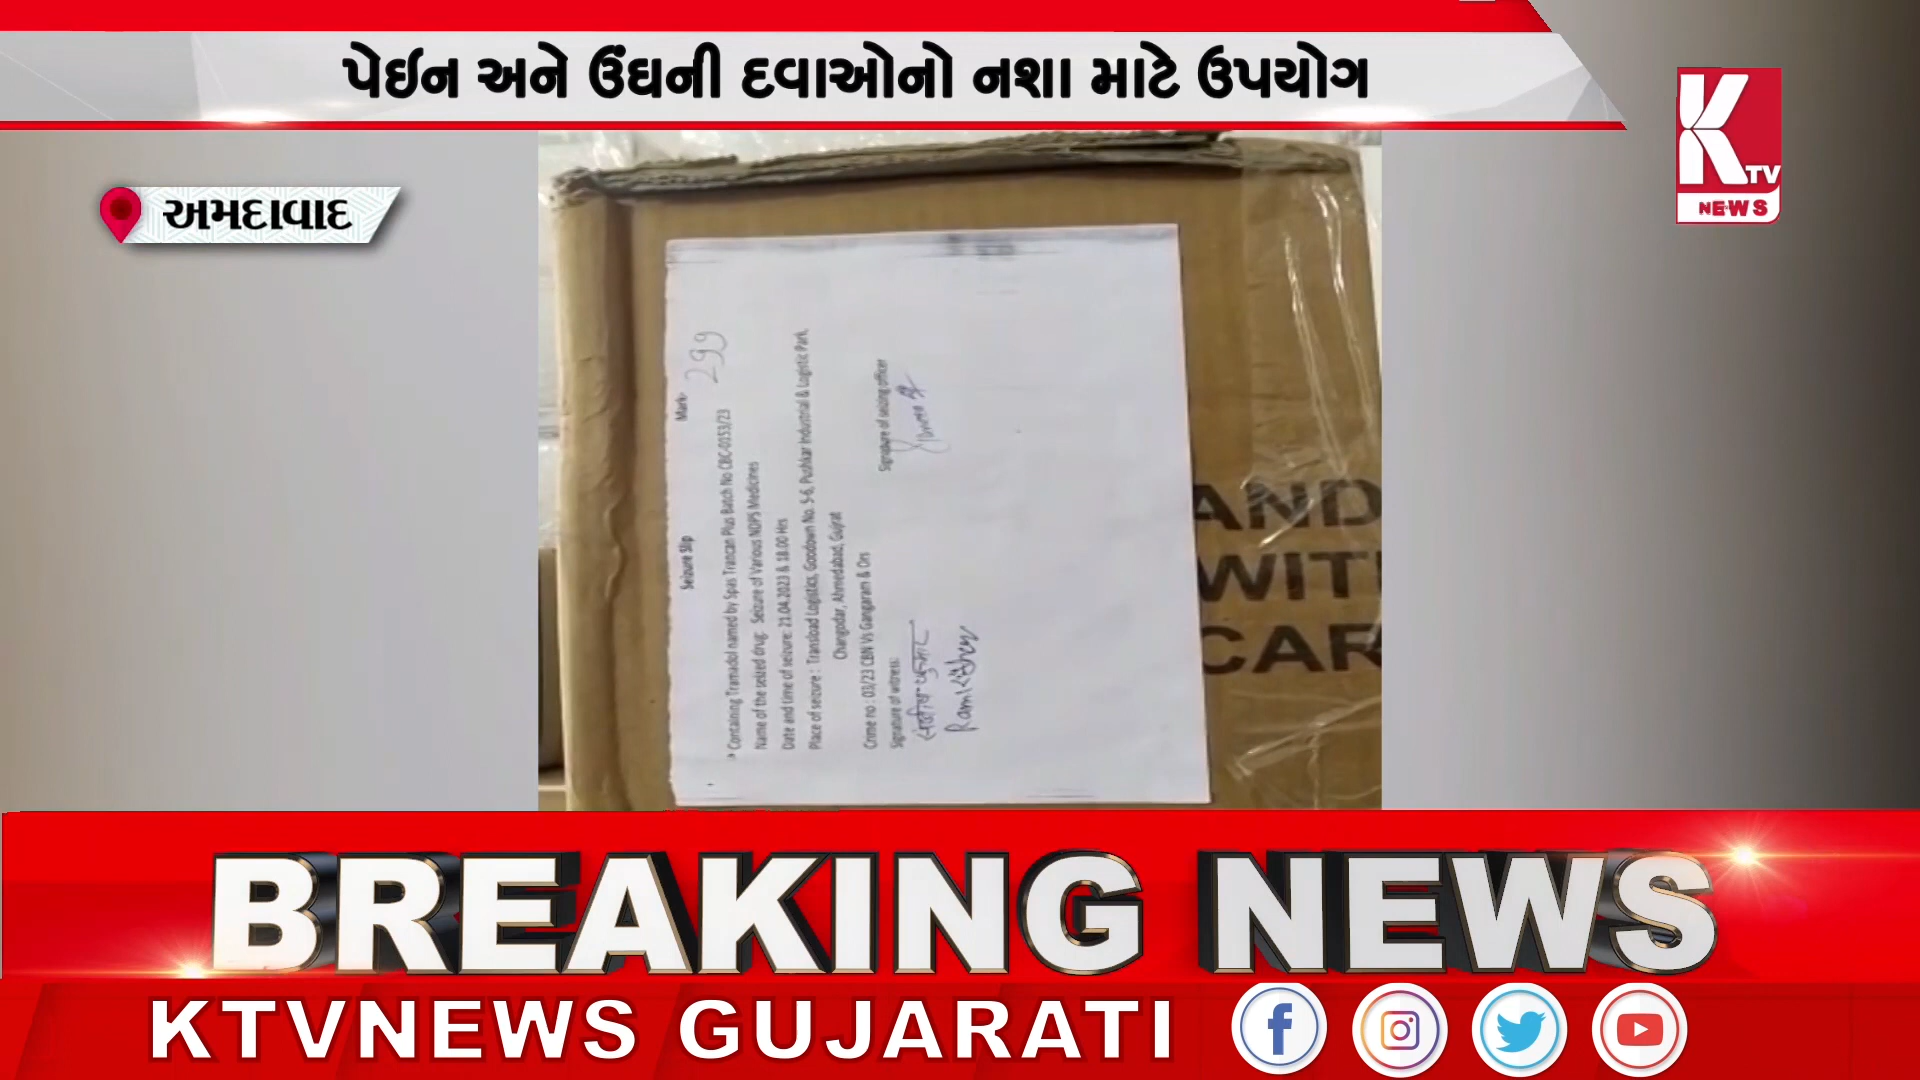 પેઇન અને ઉંઘની દવાઓનો નશા માટે ઉપયોગ
K TV
NEWS
અમદાવાદ
Seizure Slip Mark- 299
Containing Tramadol named by Spas Trancan Plus Batch No CBC-0153/23
Name of the seized drug: Seizure of Various NDPS Medicines
Date and time of seizure: 21.04.2023 & 18.00 Hrs
Place of seizure : Transload Logistics, Goodown No. 5-6, Pushkar Industrial & Logistic Park,
Changodar, Ahmedabad, Gujrat
Crime no : 03/23 CBN Vs Gangaram & Ors
Signature of witness: Signature of seizing officer
AND
WIT
CAR
BREAKING NEWS
KTVNEWS GUJARATI